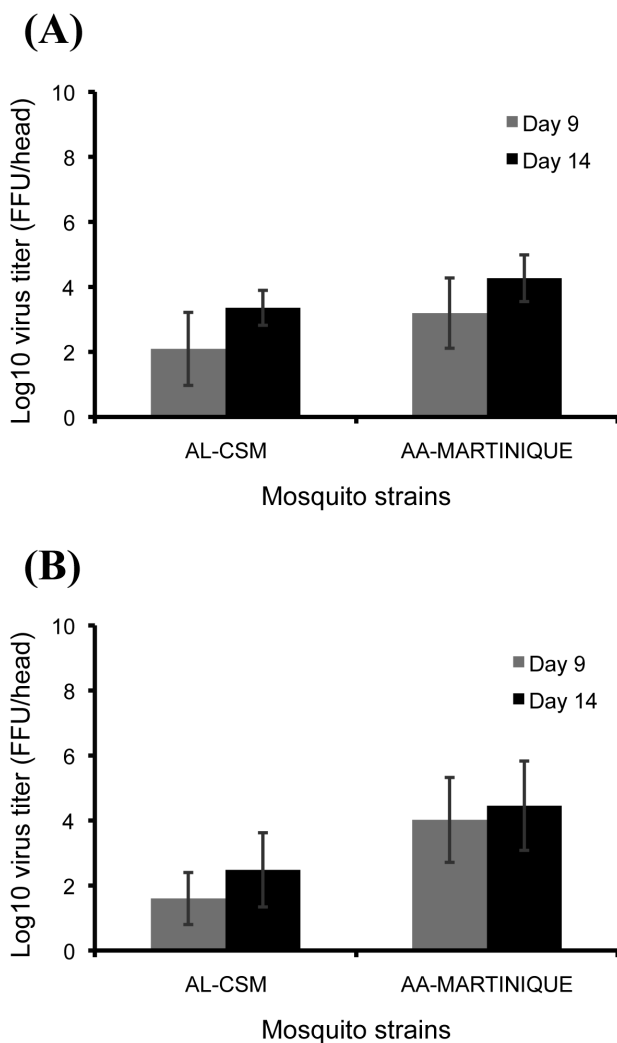 (A)
Log10 virus titer (FFU/head)
10
8
6
4
2
0
Day 9
Day 14
AL-CSM
AA-MARTINIQUE
Mosquito strains
(B)
Log10 virus titer (FFU/head)
10
8
6
4
2
0
Day 9
Day 14
AL-CSM
AA-MARTINIQUE
Mosquito strains